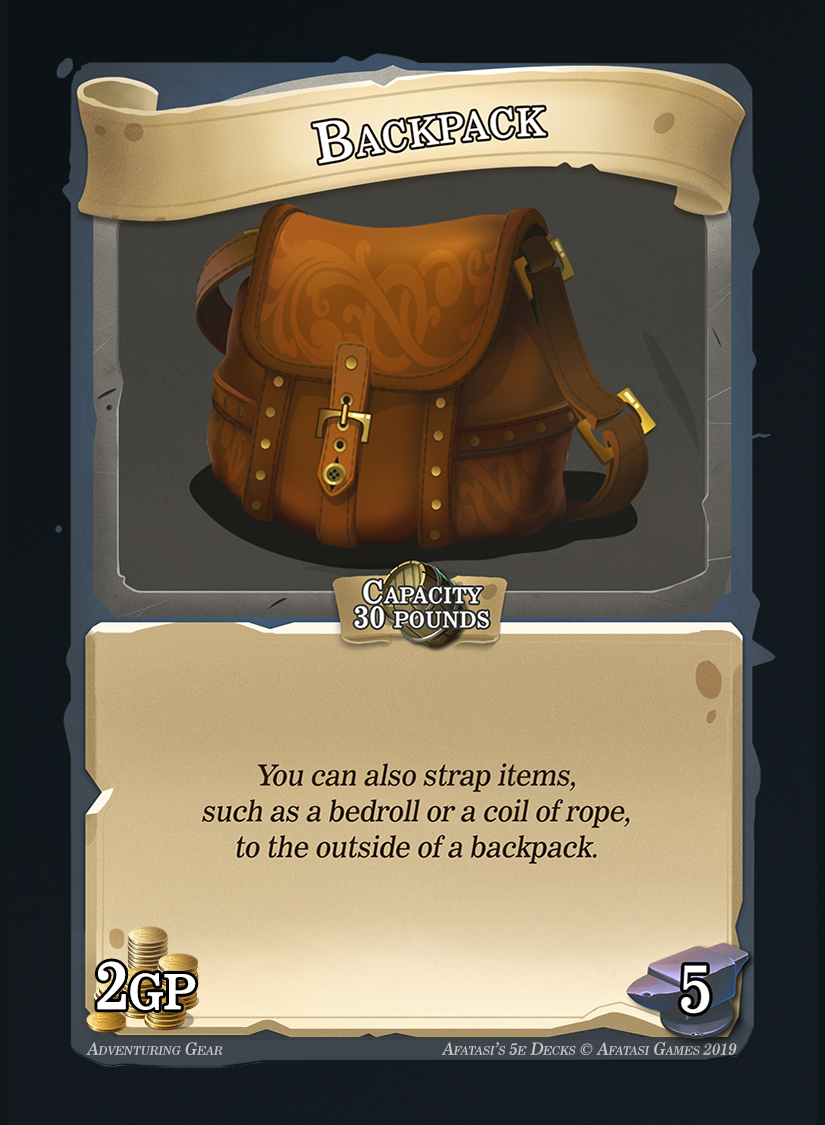 Backpack
Capacity
30 pounds
You can also strap items,
such as a bedroll or a coil of rope,
to the outside of a backpack.
2GP
5
Adventuring Gear
Afatasi's 5e Decks © Afatasi Games 2019